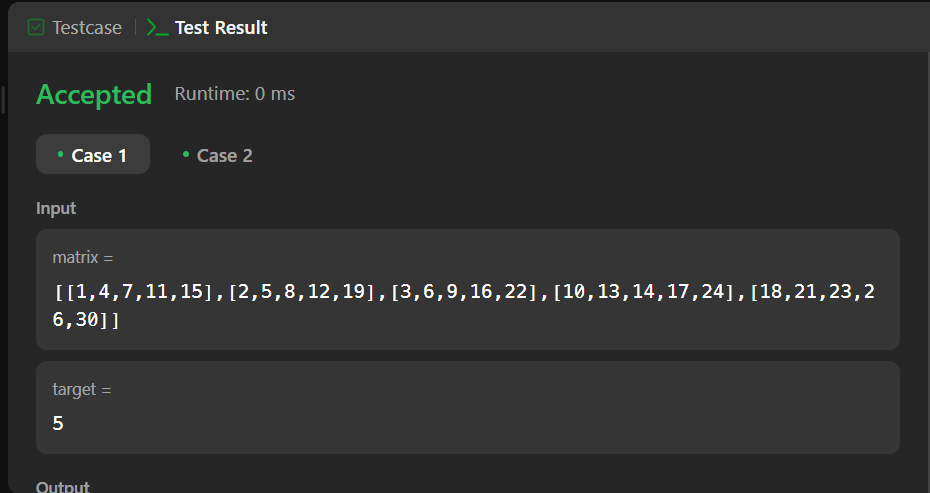 Testcase
Test Result
Accepted
Runtime: 0 ms
Case 1
Case 2
Input
matrix =
[[1,4,7,11,15],[2,5,8,12,19],[3,6,9,16,22],[10,13,14,17,24],[18,21,23,2
6,30]]
target =
5
Output